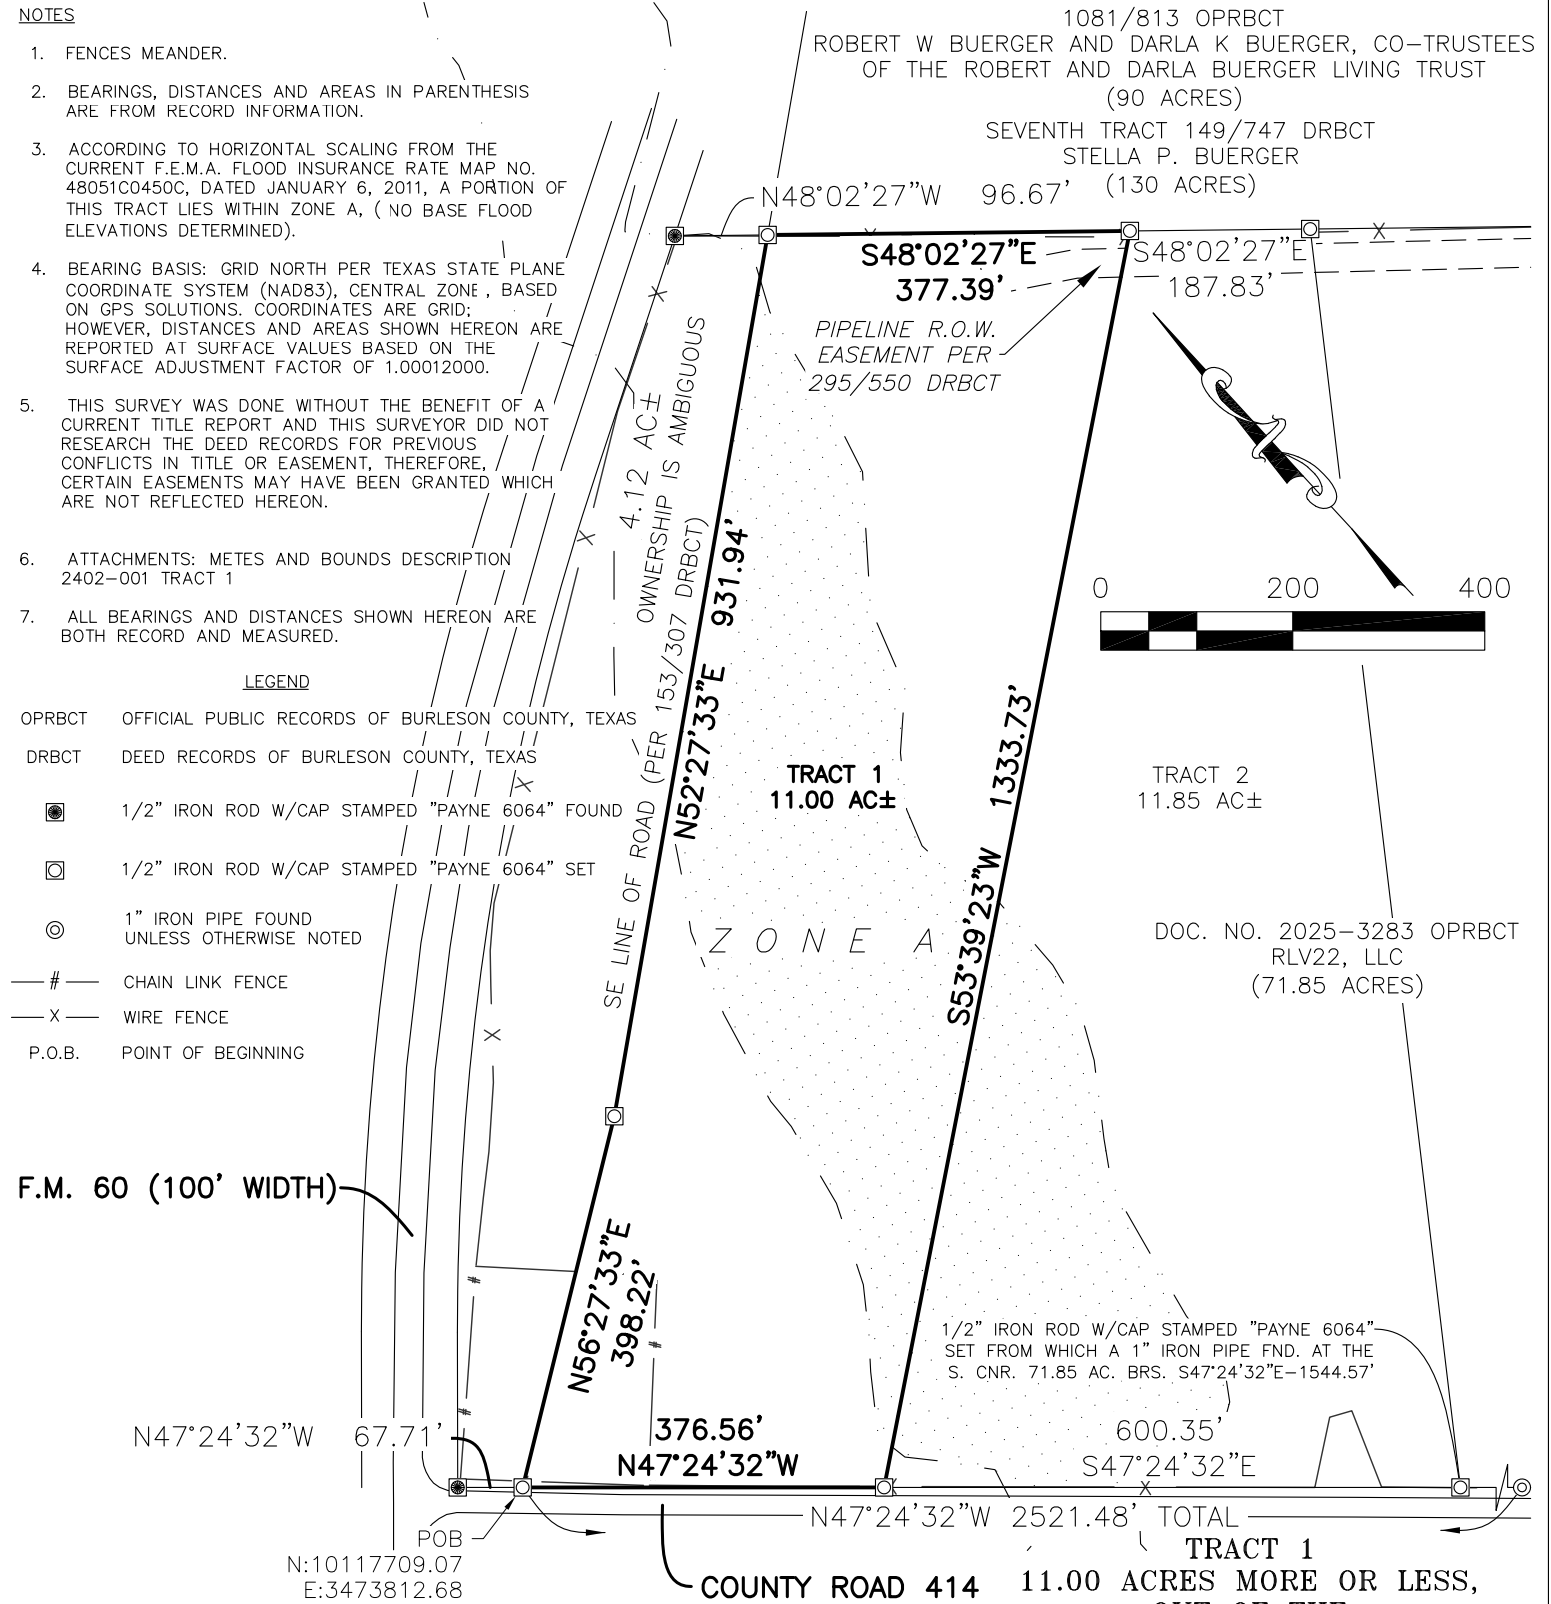 NOTES
1. FENCES MEANDER.
2. BEARINGS, DISTANCES AND AREAS IN PARENTHESIS
ARE FROM RECORD INFORMATION.
3. ACCORDING TO HORIZONTAL SCALING FROM THE
CURRENT F.E.M.A. FLOOD INSURANCE RATE MAP NO.
48051C0450C, DATED JANUARY 6, 2011, A PORTION OF
THIS TRACT LIES WITHIN ZONE A, ( NO BASE FLOOD
ELEVATIONS DETERMINED).
4. BEARING BASIS: GRID NORTH PER TEXAS STATE PLANE
COORDINATE SYSTEM (NAD83), CENTRAL ZONE, BASED
ON GPS SOLUTIONS. COORDINATES ARE GRID;
HOWEVER, DISTANCES AND AREAS SHOWN HEREON ARE
REPORTED AT SURFACE VALUES BASED ON THE
SURFACE ADJUSTMENT FACTOR OF 1.00012000.
5. THIS SURVEY WAS DONE WITHOUT THE BENEFIT OF A
CURRENT TITLE REPORT AND THIS SURVEYOR DID NOT
RESEARCH THE DEED RECORDS FOR PREVIOUS
CONFLICTS IN TITLE OR EASEMENT, THEREFORE,
CERTAIN EASEMENTS MAY HAVE BEEN GRANTED WHICH
ARE NOT REFLECTED HEREON.
6. ATTACHMENTS: METES AND BOUNDS DESCRIPTION
2402-001 TRACT 1
7. ALL BEARINGS AND DISTANCES SHOWN HEREON ARE
BOTH RECORD AND MEASURED.
LEGEND
OPRBCT OFFICIAL PUBLIC RECORDS OF BURLESON COUNTY, TEXAS
DRBCT DEED RECORDS OF BURLESON COUNTY, TEXAS
1/2" IRON ROD W/CAP STAMPED "PAYNE 6064" FOUND
1/2" IRON ROD W/CAP STAMPED "PAYNE 6064" SET
1" IRON PIPE FOUND
UNLESS OTHERWISE NOTED
# CHAIN LINK FENCE
X WIRE FENCE
P.O.B. POINT OF BEGINNING
1081/813 OPRBCT
ROBERT W BUERGER AND DARLA K BUERGER, CO-TRUSTEES
OF THE ROBERT AND DARLA BUERGER LIVING TRUST
(90 ACRES)
SEVENTH TRACT 149/747 DRBCT
STELLA P. BUERGER
(130 ACRES)
N48°02'27"W 96.67'
S48°02'27"E
377.39'
S48°02'27"E
187.83'
PIPELINE R.O.W.
EASEMENT PER
295/550 DRBCT
4.12 AC±
OWNERSHIP IS AMBIGUOUS
SE LINE OF ROAD (PER 153/307 DRBCT)
N52°27'33"E 931.94'
0 200 400
TRACT 1
11.00 AC±
S53°39'23"W 1333.73'
TRACT 2
11.85 AC±
ZONE A
DOC. NO. 2025-3283 OPRBCT
RLV22, LLC
(71.85 ACRES)
F.M. 60 (100' WIDTH)
N56°27'33"E
398.22'
#
#
#
X
X
X
X
X
X
1/2" IRON ROD W/CAP STAMPED "PAYNE 6064"
SET FROM WHICH A 1" IRON PIPE FND. AT THE
S. CNR. 71.85 AC. BRS. S47°24'32"E-1544.57'
N47°24'32"W 67.71'
376.56'
N47°24'32"W
600.35'
S47°24'32"E
N47°24'32"W 2521.48' TOTAL
POB
N:10117709.07
E:3473812.68
COUNTY ROAD 414
TRACT 1
11.00 ACRES MORE OR LESS,
OUT OF THE